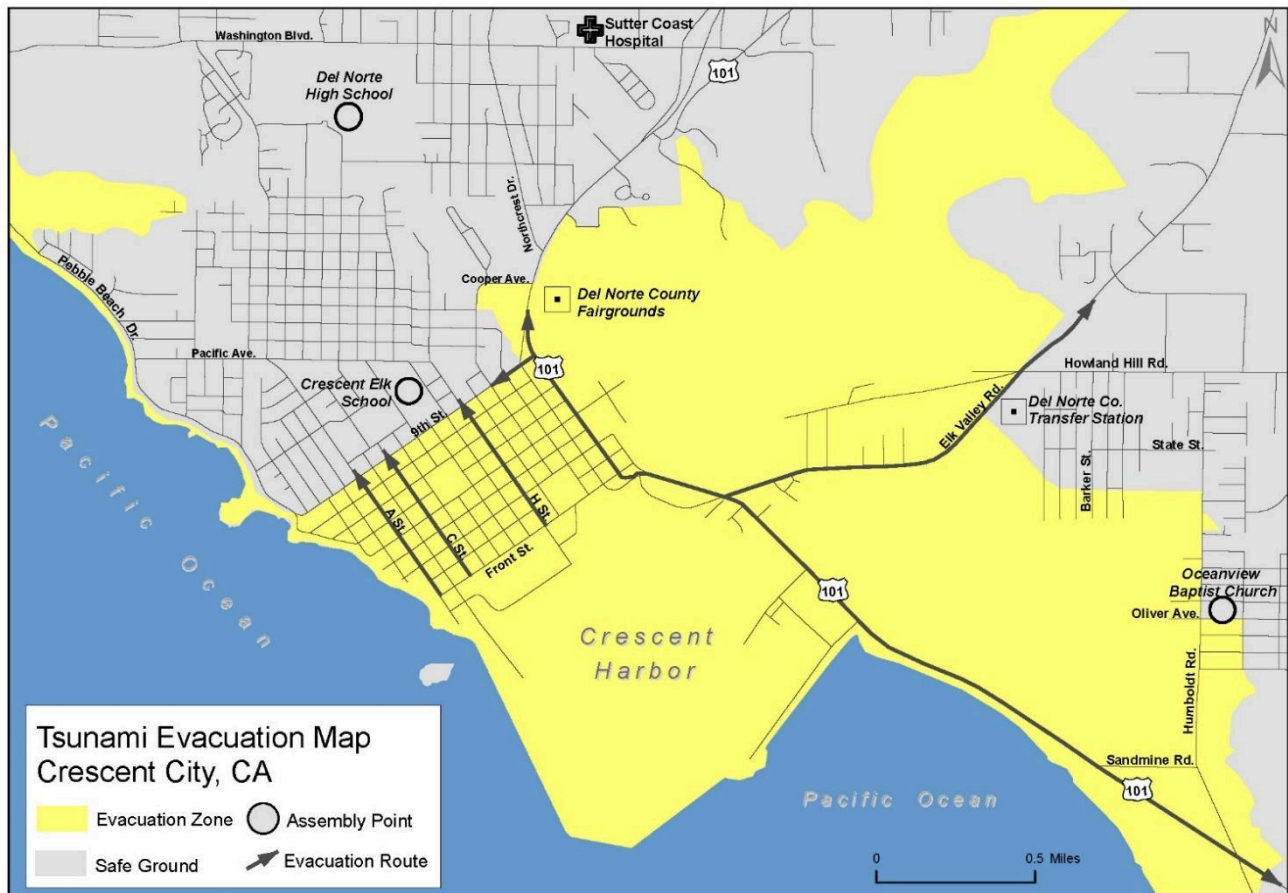 Washington Blvd.
Sutter Coast
Hospital
N
101
Del Norte
High School
Northcrest Dr.
Cooper Ave.
Del Norte County
Fairgrounds
Pebble Beach Dr.
Pacific Ave.
101
Howland Hill Rd.
Crescent Elk
School
9th St.
Elk Valley Rd.
Del Norte Co.
Transfer Station
State St.
Barker St.
A St.
C St.
H St.
Front St.
Pacific Ocean
Oceanview
Baptist Church
Oliver Ave.
101
Crescent
Harbor
Humboldt Rd.
Sandmine Rd.
101
Pacific Ocean
Tsunami Evacuation Map
Crescent City, CA
Evacuation Zone
Assembly Point
Safe Ground
Evacuation Route
0 0.5 Miles